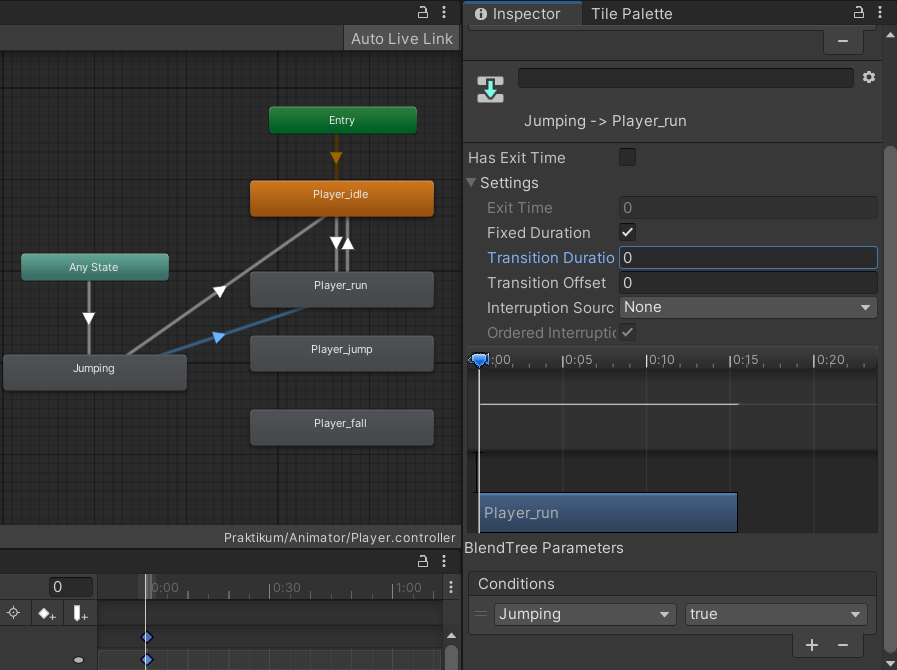 Inspector
Tile Palette
Auto Live Link
Jumping -> Player_run
Entry
Player_idle
Any State
Player_run
Player_jump
Jumping
Player_fall
Praktikum/Animator/Player.controller
0
0:00
0:30
1:00
Has Exit Time
Settings
Exit Time
0
Fixed Duration
Transition Duratio
0
Transition Offset
0
Interruption Sourc
None
Ordered Interruptic
:00
0:05
0:10
0:15
0:20
Player_run
BlendTree Parameters
Conditions
Jumping
true